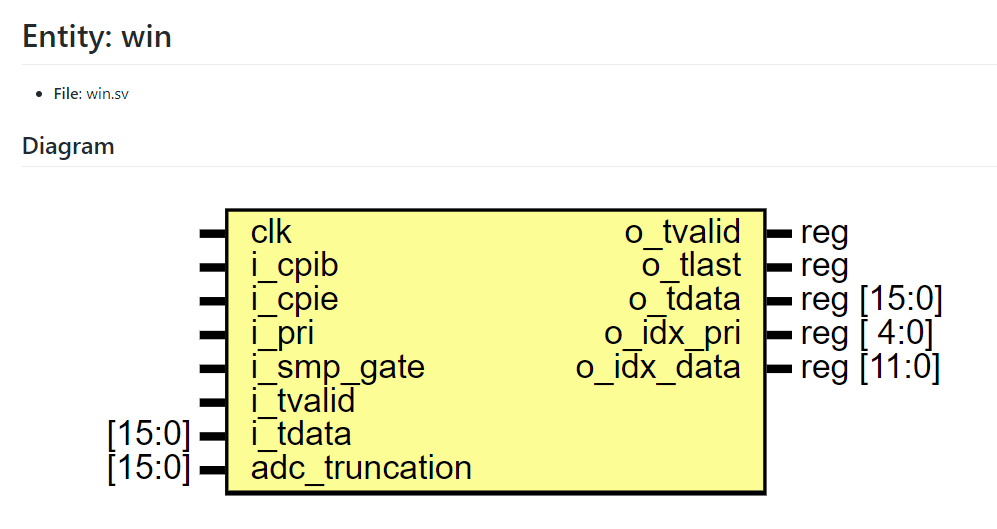 Entity: win
File: win.sv
Diagram
clk o_tvalid reg
i_cpib o_tlast reg
i_cpie o_tdata reg [15:0]
i_pri o_idx_pri reg [ 4:0]
i_smp_gate o_idx_data reg [11:0]
i_tvalid
[15:0] i_tdata
[15:0] adc_truncation